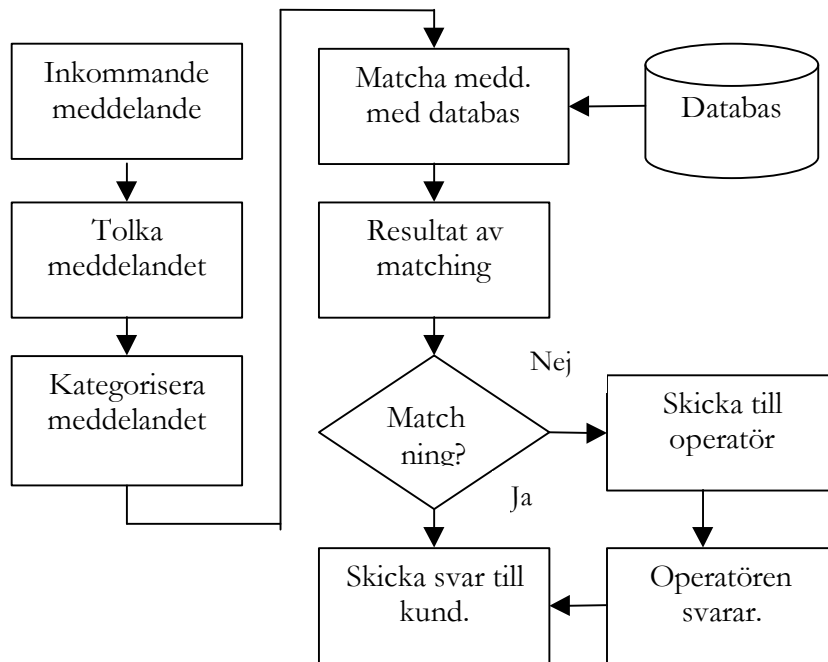 Inkommande
meddelande
Tolka
meddelandet
Kategorisera
meddelandet
Matcha medd.
med databas
Databas
Resultat av
matching
Match
ning?
Nej
Ja
Skicka till
operatör
Operatören
svarar.
Skicka svar till
kund.